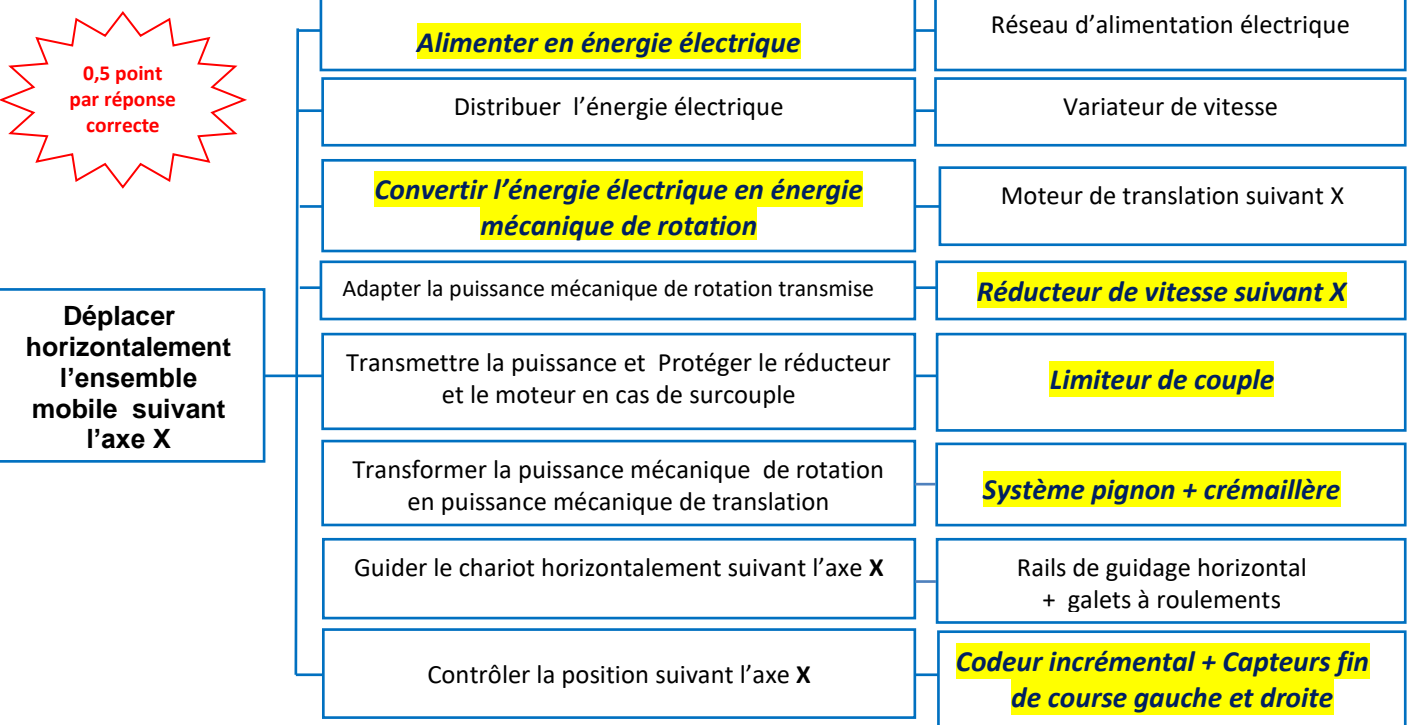 0,5 point
par réponse
correcte
Déplacer
horizontalement
l'ensemble
mobile suivant
l'axe X
Alimenter en énergie électrique
Réseau d'alimentation électrique
Distribuer l'énergie électrique
Variateur de vitesse
Convertir l'énergie électrique en énergie
mécanique de rotation
Moteur de translation suivant X
Adapter la puissance mécanique de rotation transmise
Réducteur de vitesse suivant X
Transmettre la puissance et Protéger le réducteur
et le moteur en cas de surcouple
Limiteur de couple
Transformer la puissance mécanique de rotation
en puissance mécanique de translation
Système pignon + crémaillère
Guider le chariot horizontalement suivant l'axe X
Rails de guidage horizontal
+ galets à roulements
Contrôler la position suivant l'axe X
Codeur incrémental + Capteurs fin
de course gauche et droite